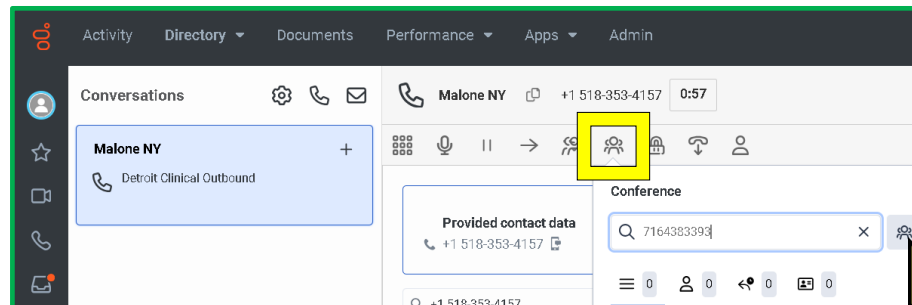 Activity Directory Documents Performance Apps Admin
Conversations
Malone NY +1 518-353-4157 0:57
Malone NY
Detroit Clinical Outbound
Conference
Provided contact data
+1 518-353-4157
7164383393
0 0 0 0
+1 518-353-4157